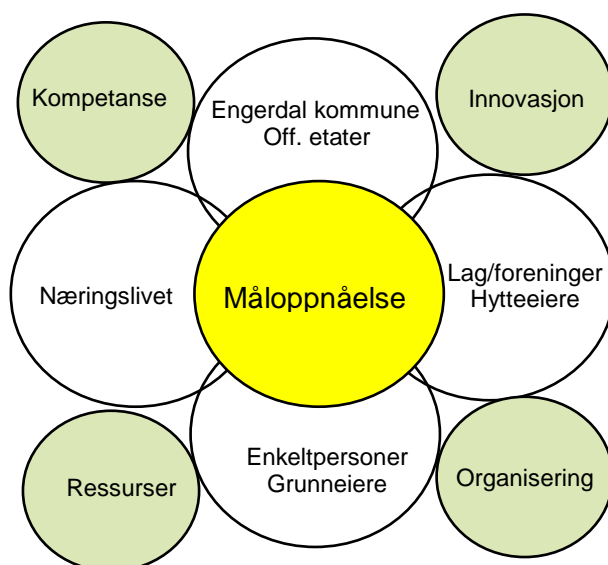 Kompetanse
Engerdal kommune
Off. etater
Innovasjon
Næringslivet
Måloppnåelse
Lag/foreninger
Hytteeiere
Ressurser
Enkeltpersoner
Grunneiere
Organisering